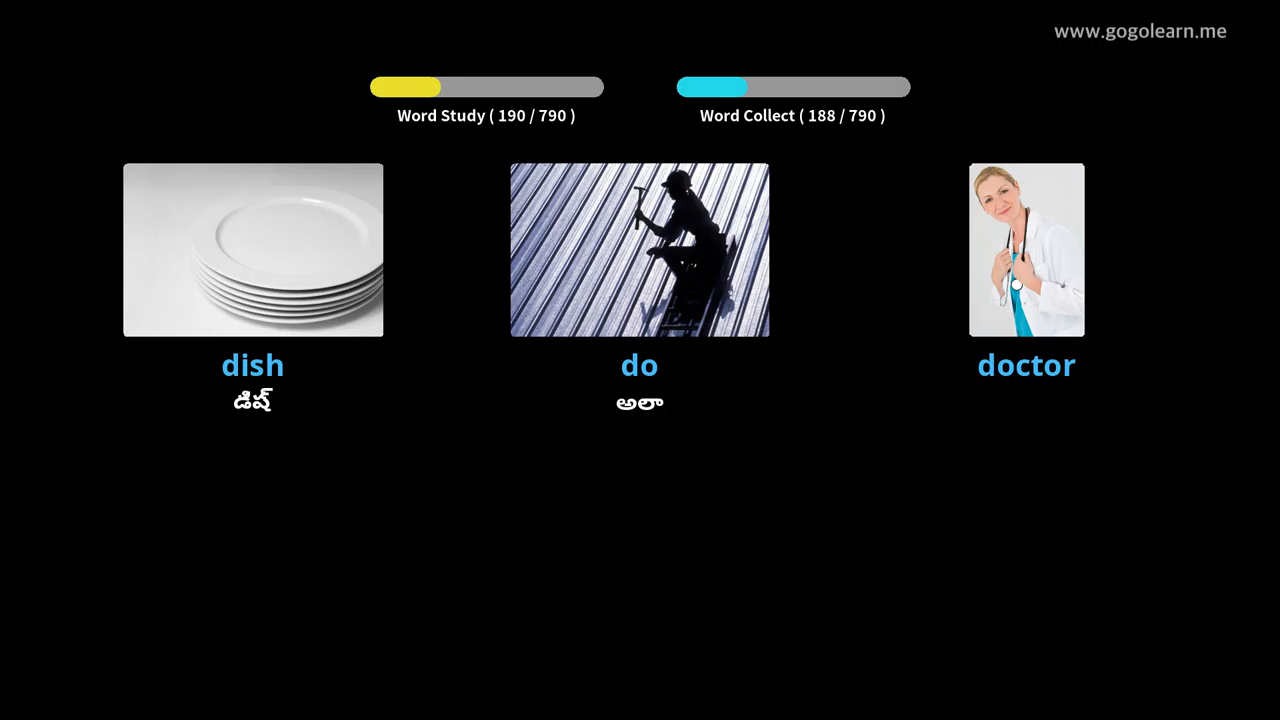 www.gogolearn.me
Word Study ( 190 / 790 )
Word Collect ( 188 / 790 )
dish
do
doctor
డిష్
అలా